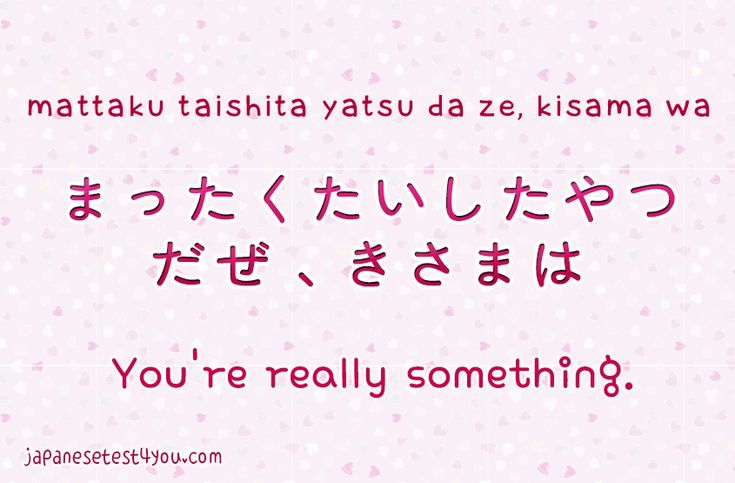 mattaku taishita yatsu da ze, kisama wa
まったくたいしたやつ
だぜ、きさまは
You're really something.
japanesetest4you.com